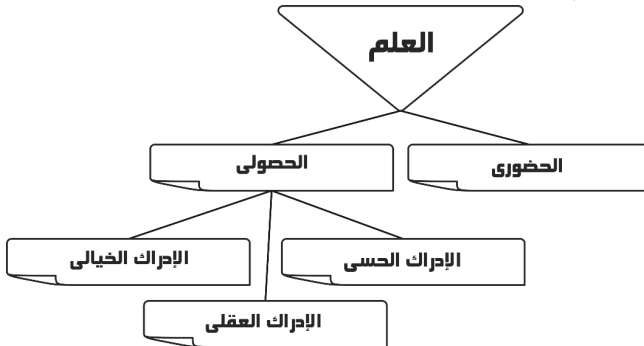 العلم
الحضورى
الحصولى
الإدراك الحسى
الإدراك الخيالى
الإدراك العقلى